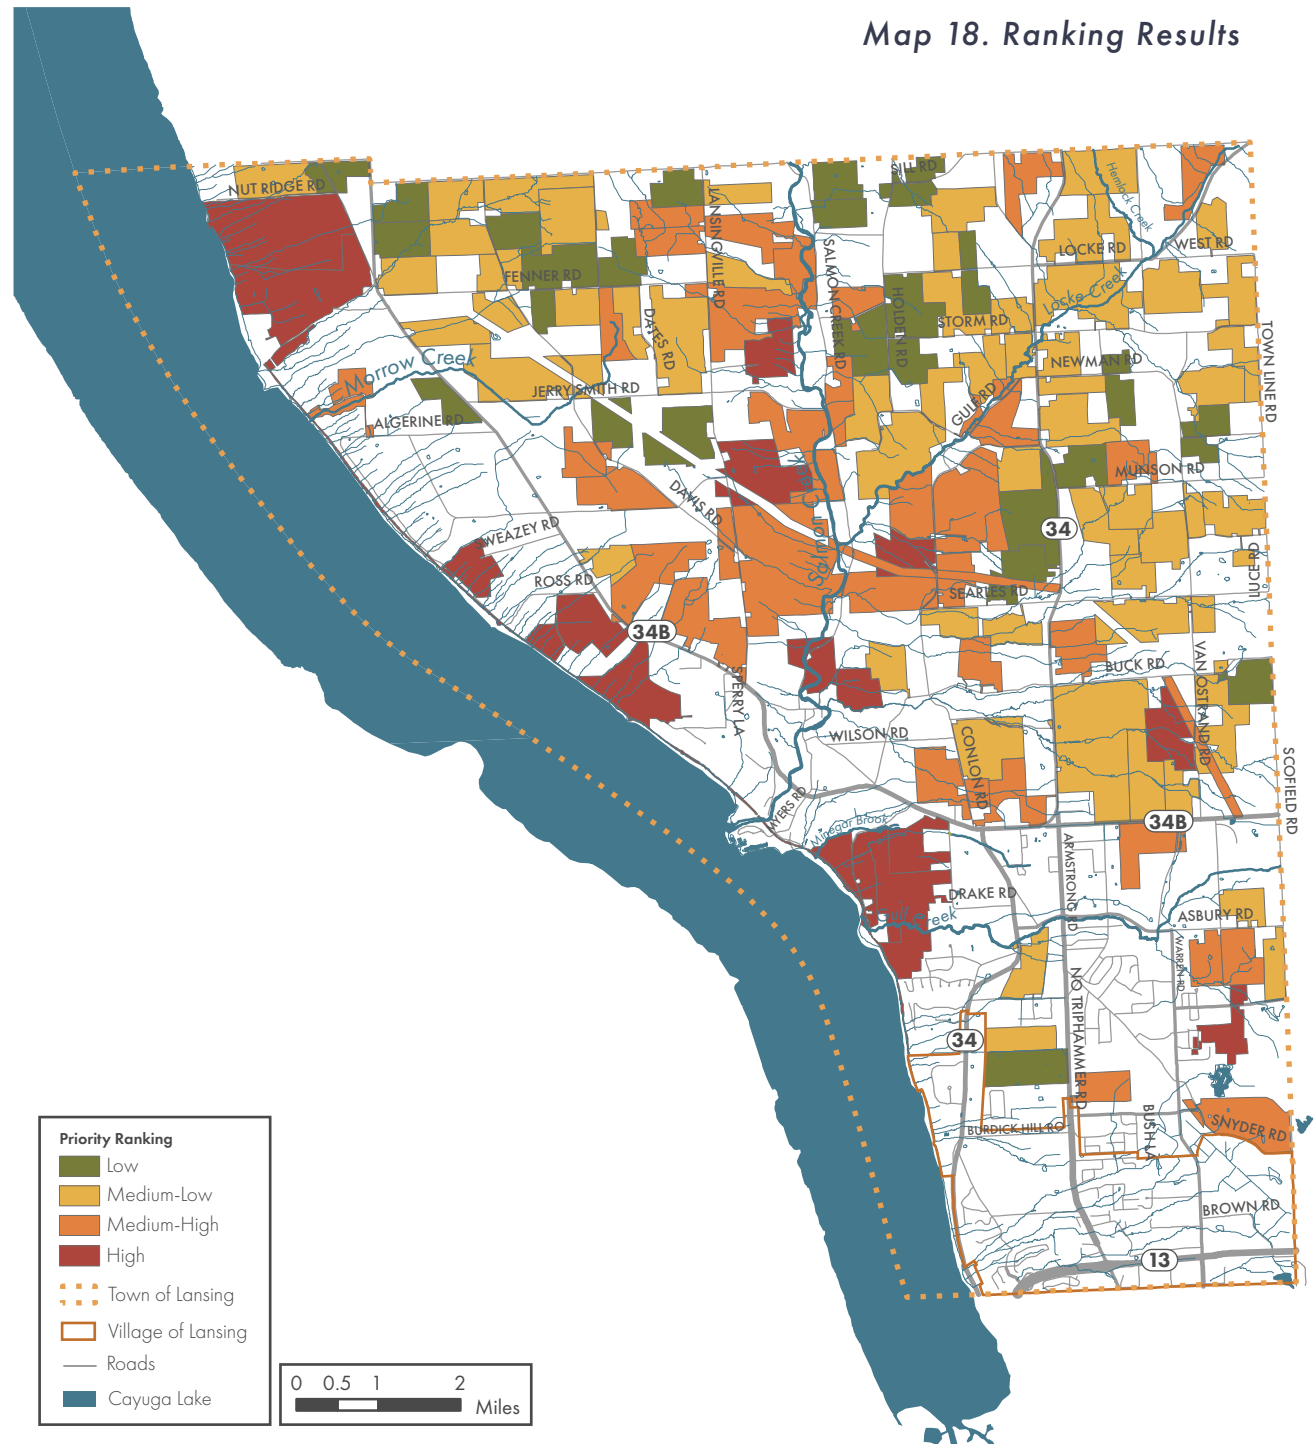 Map 18. Ranking Results
NUT RIDGE RD
LANSINGVILLE RD
SILL RD
Hemlock Creek
LOCKE RD
WEST RD
FENNER RD
SALMON CREEK RD
HOLDEN RD
Locke Creek
STORM RD
DATES RD
TOWN LINE RD
Morrow Creek
NEWMAN RD
JERRY SMITH RD
GULF RD
ALGERINE RD
MUNSON RD
DAVIS RD
Salmon Creek
34
SWEAZEY RD
LUCE RD
ROSS RD
SEARLES RD
34B
BUCK RD
VAN OSTRAND RD
SPERRY LA
WILSON RD
CONLON RD
SCOFIELD RD
MYERS RD
Minegar Brook
34B
ARMSTRONG RD
DRAKE RD
Gulf Creek
ASBURY RD
WARREN RD
NO TRIPHAMMER RD
34
BURDICK HILL RD
BUSH LA
SNYDER RD
BROWN RD
13
Priority Ranking
Low
Medium-Low
Medium-High
High
Town of Lansing
Village of Lansing
Roads
Cayuga Lake
0 0.5 1 2
Miles